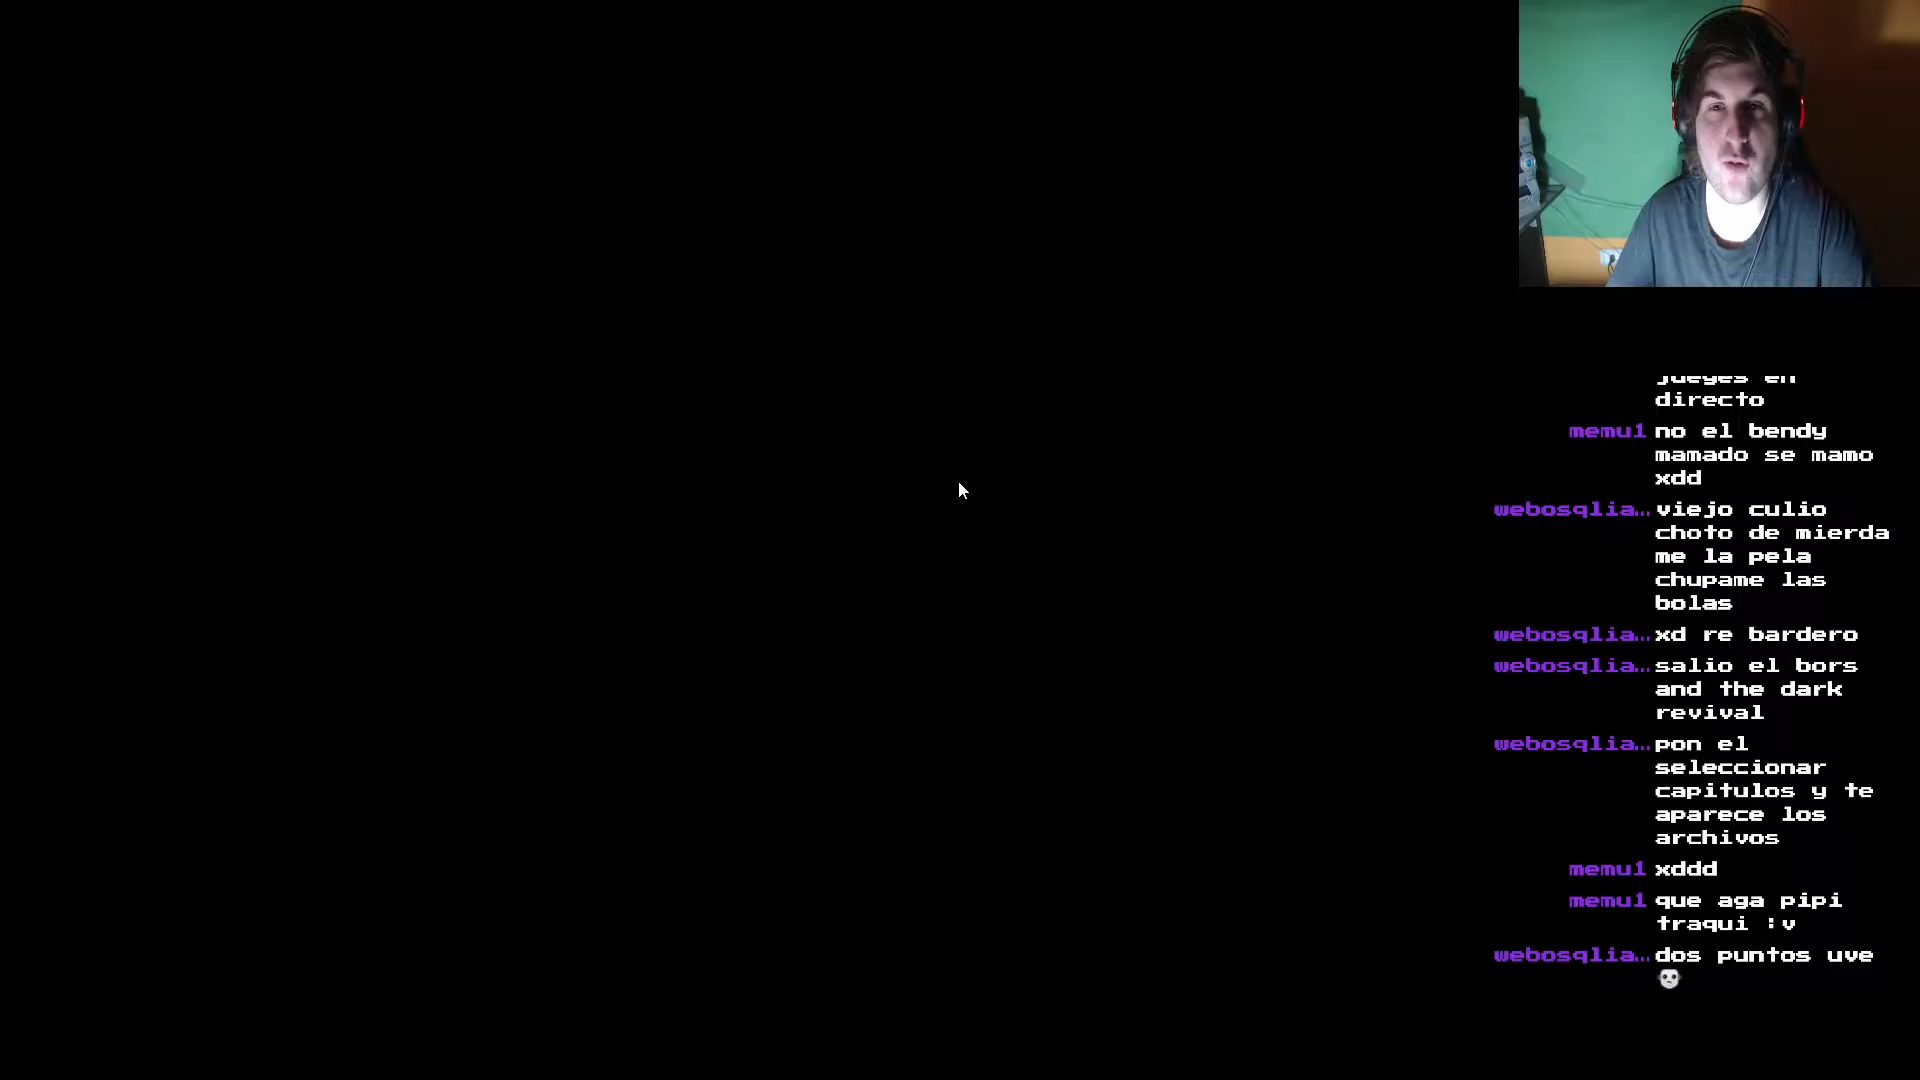 jueyes en
directo
memu1 no el bendy
mamado se mamo
xdd
webosqlia… viejo culio
choto de mierda
me la pela
chupame las
bolas
webosqlia… xd re bardero
webosqlia… salio el bors
and the dark
revival
webosqlia… pon el
seleccionar
capitulos y te
aparece los
archivos
memu1 xddd
memu1 que aga pipi
traqui :v
webosqlia… dos puntos uve